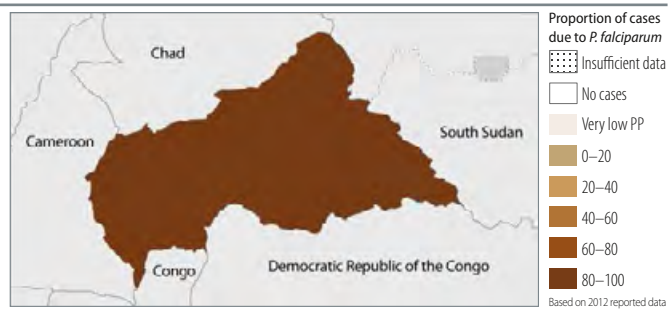 Proportion of cases
due to P. falciparum
Chad
Insufficient data
No cases
Cameroon
South Sudan
Very low PP
0–20
20–40
40–60
60–80
Congo
Democratic Republic of the Congo
80–100
Based on 2012 reported data